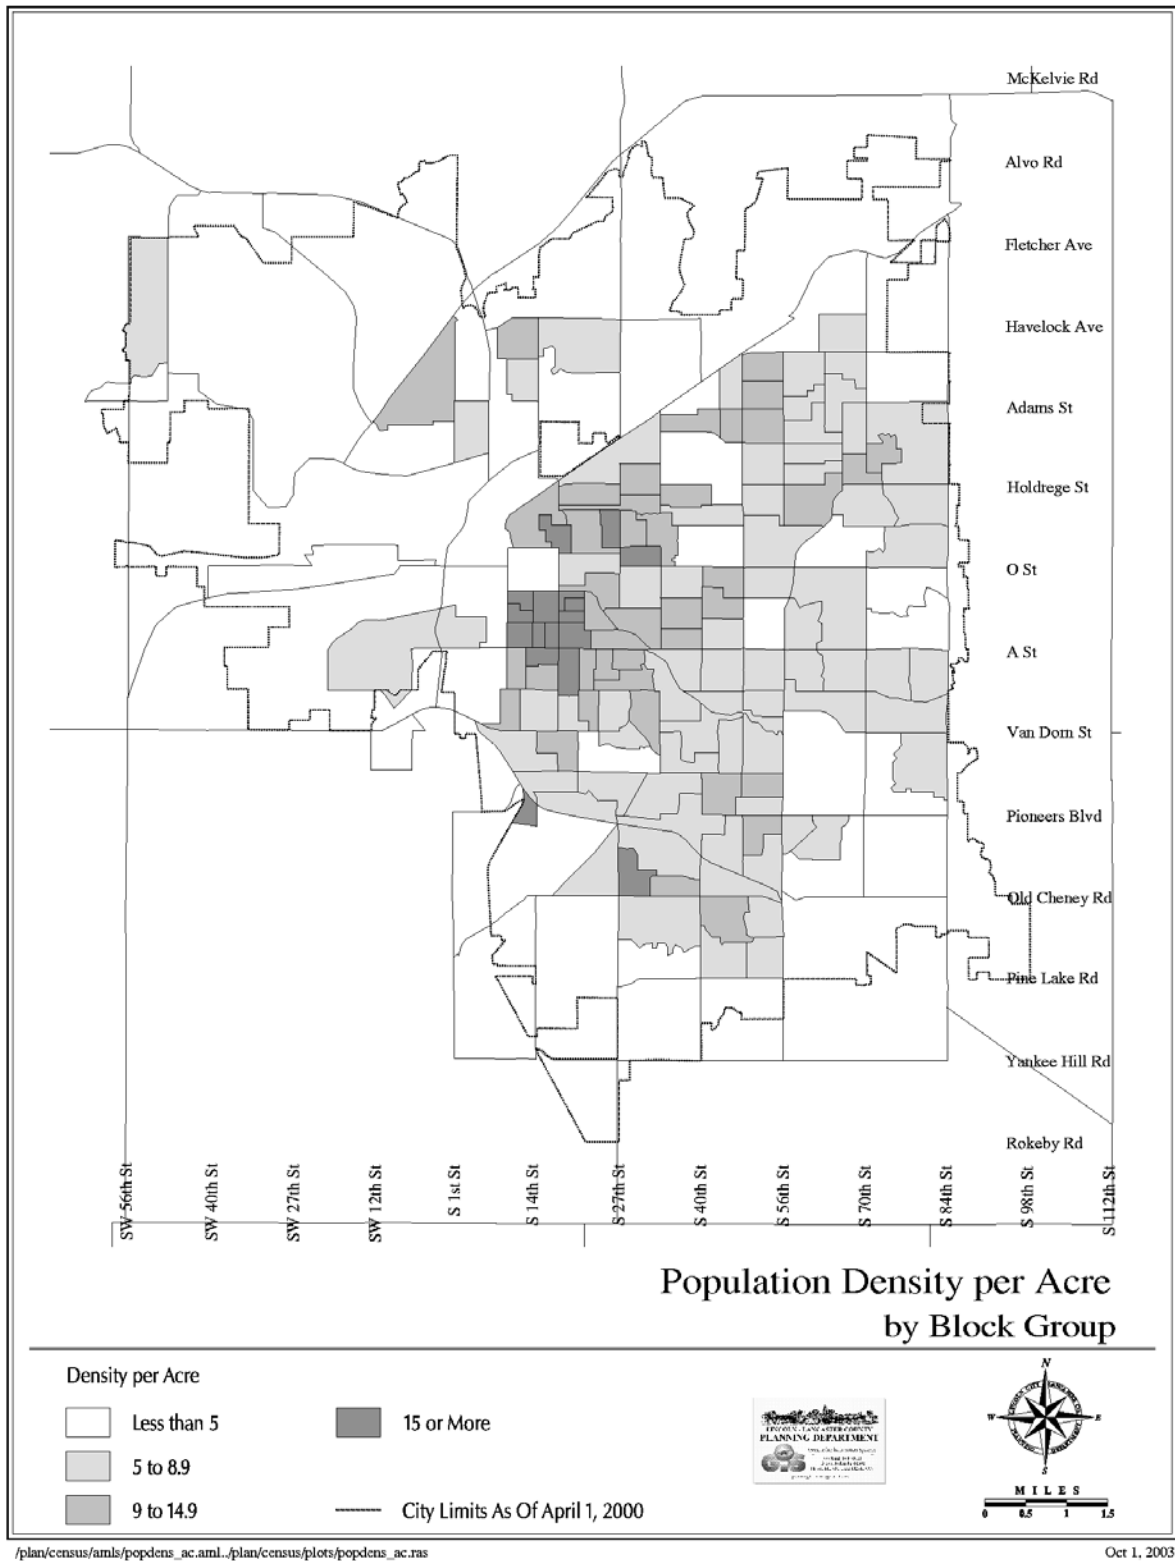 McKelvie Rd
Alvo Rd
Fletcher Ave
Havelock Ave
Adams St
Holdrege St
O St
A St
Van Dorn St
Pioneers Blvd
Old Cheney Rd
Pine Lake Rd
Yankee Hill Rd
Rokeby Rd
SW 56th St
SW 40th St
SW 27th St
SW 12th St
S 1st St
S 14th St
S 27th St
S 40th St
S 56th St
S 70th St
S 84th St
S 98th St
S 112th St
Population Density per Acre
by Block Group
Density per Acre
Less than 5
15 or More
5 to 8.9
9 to 14.9
City Limits As Of April 1, 2000
LINCOLN - LANCASTER COUNTY
PLANNING DEPARTMENT
GIS
N
W
E
S
MILES
0 0.5 1 1.5
/plan/census/amls/popdens_ac.aml../plan/census/plots/popdens_ac.ras
Oct 1, 2003